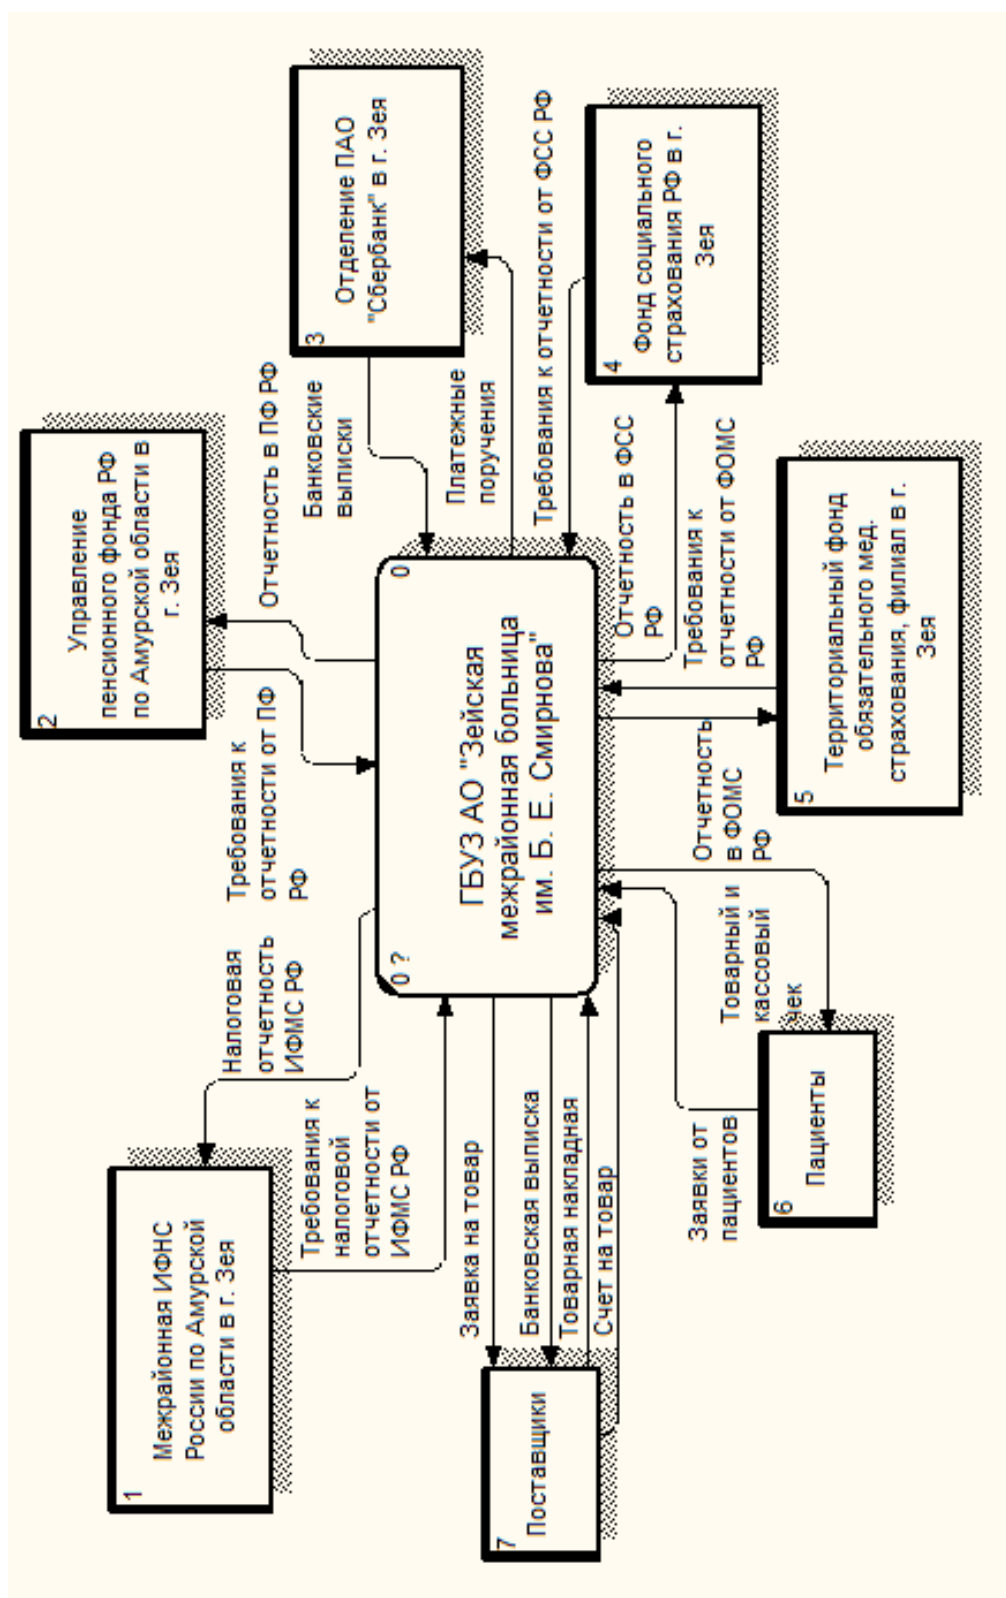 1
Межрайонная ИФНС
России по Амурской
области в г. Зея
Налоговая
отчетность
ИФМС РФ
Требования к
налоговой
отчетности от
ИФМС РФ
2
Управление
пенсионного фонда РФ
по Амурской области в
г. Зея
Требования к
отчетности от ПФ
РФ
Отчетность в ПФ РФ
3
Отделение ПАО
"Сбербанк" в г. Зея
Банковские
выписки
Платежные
поручения
0 ?
0
ГБУЗ АО "Зейская
межрайонная больница
им. Б. Е. Смирнова"
Требования к отчетности от ФСС РФ
4
Фонд социального
страхования РФ в г.
Зея
Отчетность в ФСС
РФ
Требования к
отчетности от ФОМС
РФ
5
Территориальный фонд
обязательного мед.
страхования, филиал в г.
Зея
Отчетность
в ФОМС
РФ
Товарный и
кассовый
чек
6
Пациенты
Заявки от
пациентов
Заявка на товар
Банковская выписка
Товарная накладная
Счет на товар
7
Поставщики